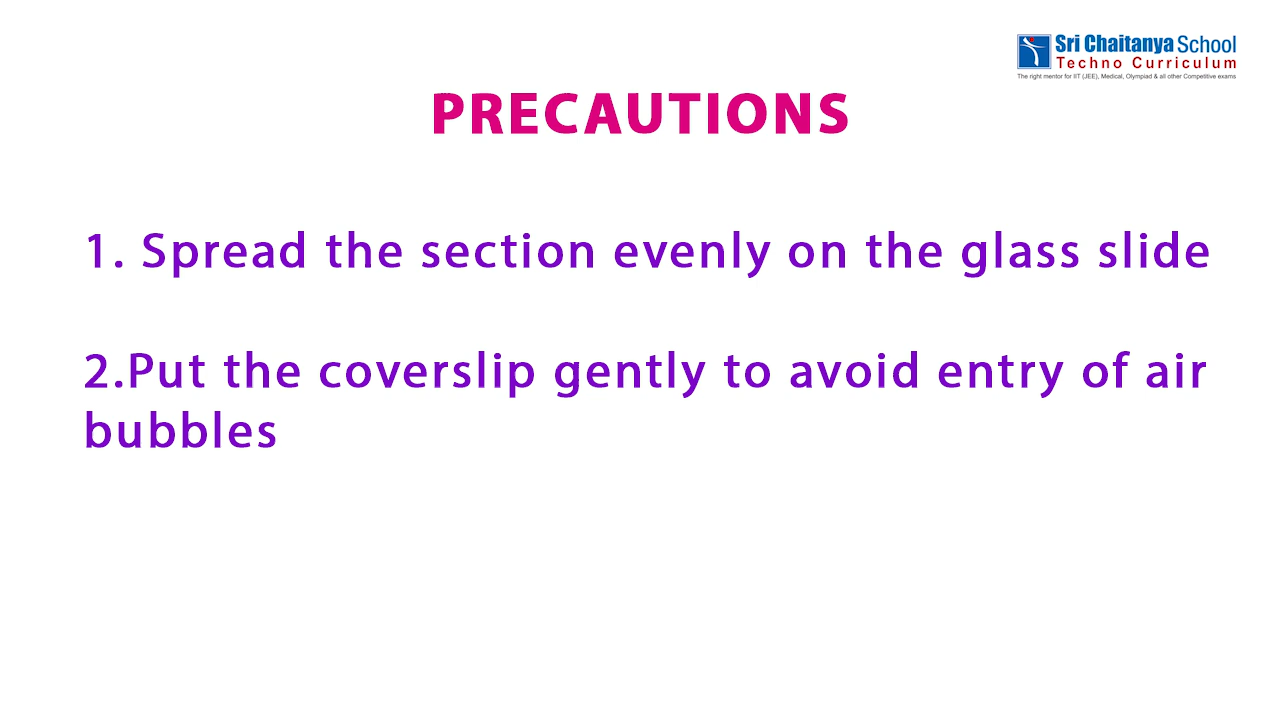 Sri Chaitanya School
Techno Curriculum
The right mentor for IIT (JEE), Medical, Olympiad & all other Competitive exams
PRECAUTIONS
1. Spread the section evenly on the glass slide
2.Put the coverslip gently to avoid entry of air
bubbles